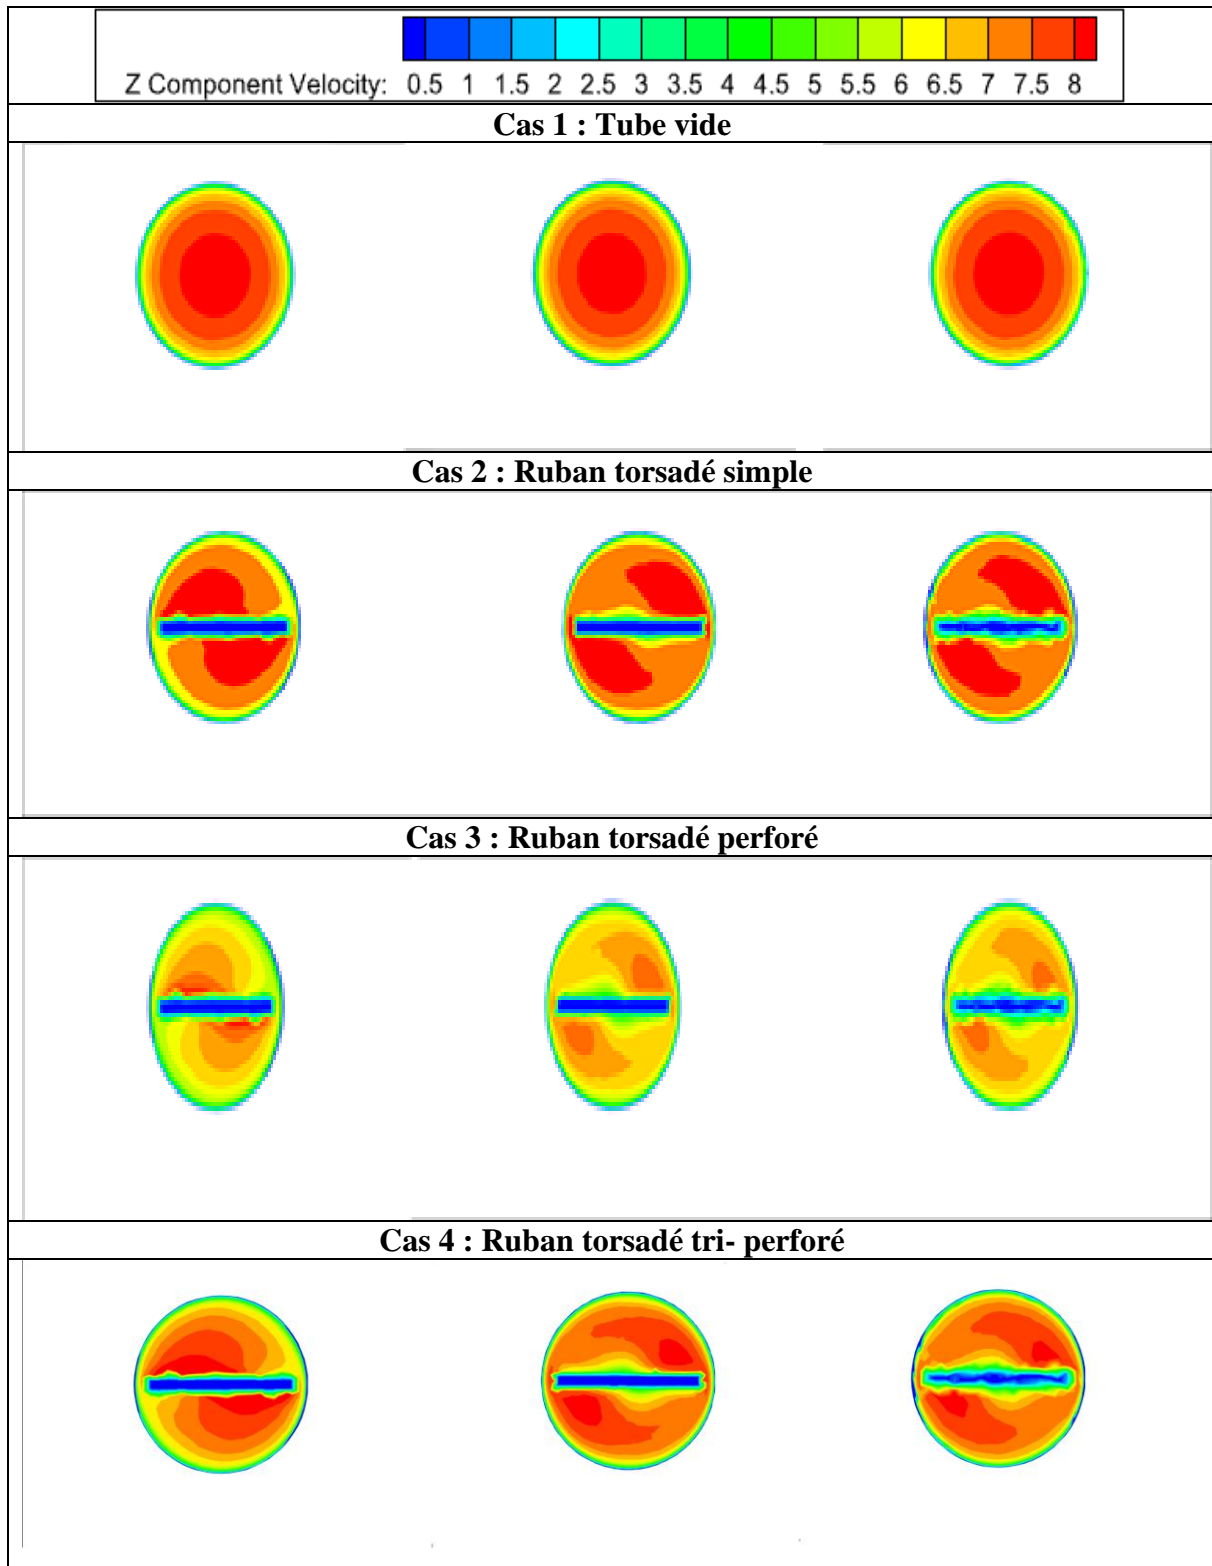 Z Component Velocity: 0.5 1 1.5 2 2.5 3 3.5 4 4.5 5 5.5 6 6.5 7 7.5 8
Cas 1 : Tube vide
Cas 2 : Ruban torsadé simple
Cas 3 : Ruban torsadé perforé
Cas 4 : Ruban torsadé tri- perforé